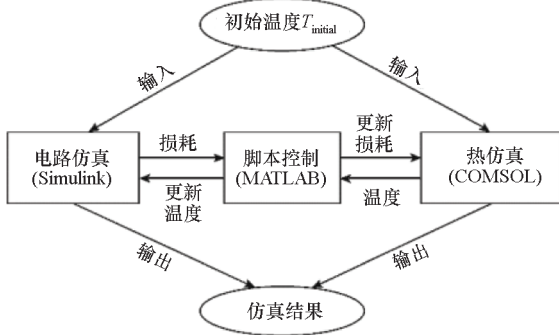 初始温度Tinitial
输入
输入
电路仿真
(Simulink)
损耗
更新
温度
脚本控制
(MATLAB)
更新
损耗
温度
热仿真
(COMSOL)
输出
输出
仿真结果